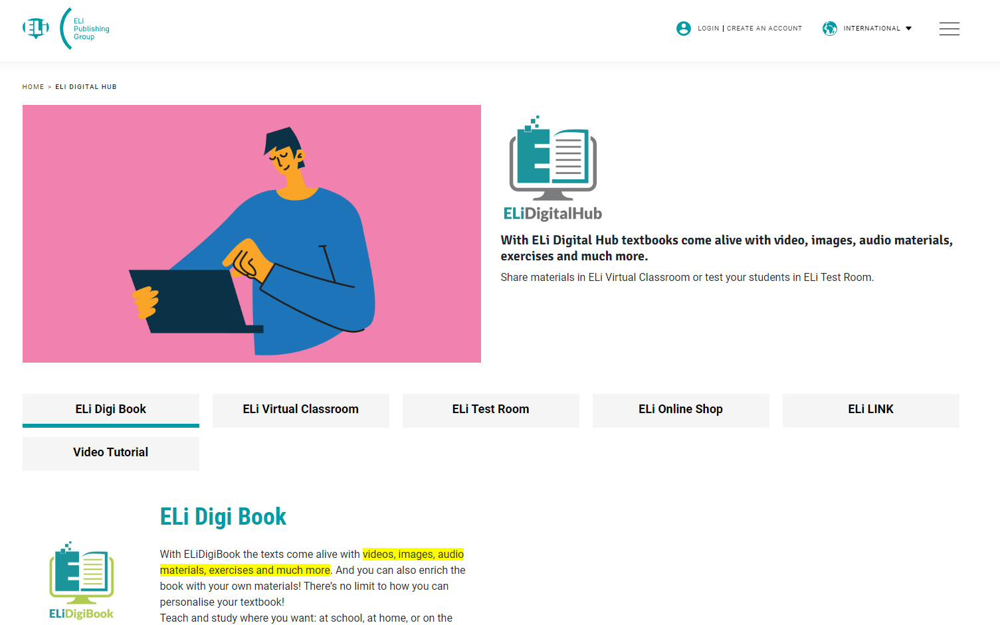 ELi
ELI
Publishing
Group
LOGIN | CREATE AN ACCOUNT
INTERNATIONAL
HOME > ELI DIGITAL HUB
E
ELiDigitalHub
With ELi Digital Hub textbooks come alive with video, images, audio materials,
exercises and much more.
Share materials in ELi Virtual Classroom or test your students in ELi Test Room.
ELi Digi Book
ELi Virtual Classroom
ELi Test Room
ELi Online Shop
ELi LINK
Video Tutorial
ELi Digi Book
With ELiDigiBook the texts come alive with videos, images, audio
materials, exercises and much more. And you can also enrich the
book with your own materials! There’s no limit to how you can
personalise your textbook!
Teach and study where you want: at school, at home, or on the
E
ELiDigiBook